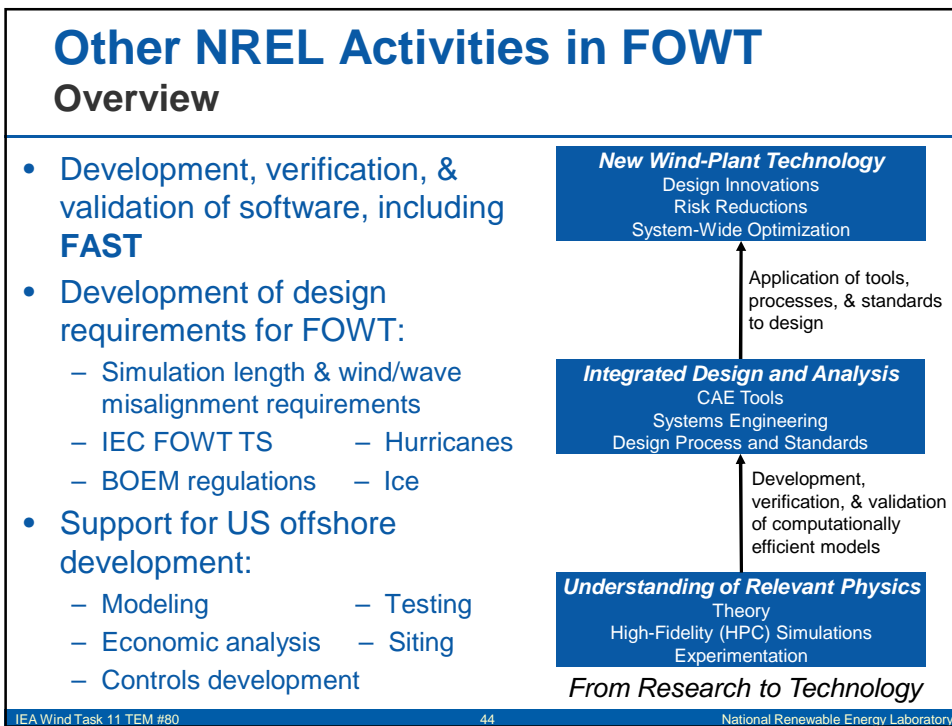 Other NREL Activities in FOWT
Overview
• Development, verification, &
validation of software, including
FAST
• Development of design
requirements for FOWT:
– Simulation length & wind/wave
misalignment requirements
– IEC FOWT TS – Hurricanes
– BOEM regulations – Ice
• Support for US offshore
development:
– Modeling – Testing
– Economic analysis – Siting
– Controls development
New Wind-Plant Technology
Design Innovations
Risk Reductions
System-Wide Optimization
Application of tools,
processes, & standards
to design
Integrated Design and Analysis
CAE Tools
Systems Engineering
Design Process and Standards
Development,
verification, & validation
of computationally
efficient models
Understanding of Relevant Physics
Theory
High-Fidelity (HPC) Simulations
Experimentation
From Research to Technology
IEA Wind Task 11 TEM #80 44 National Renewable Energy Laborator